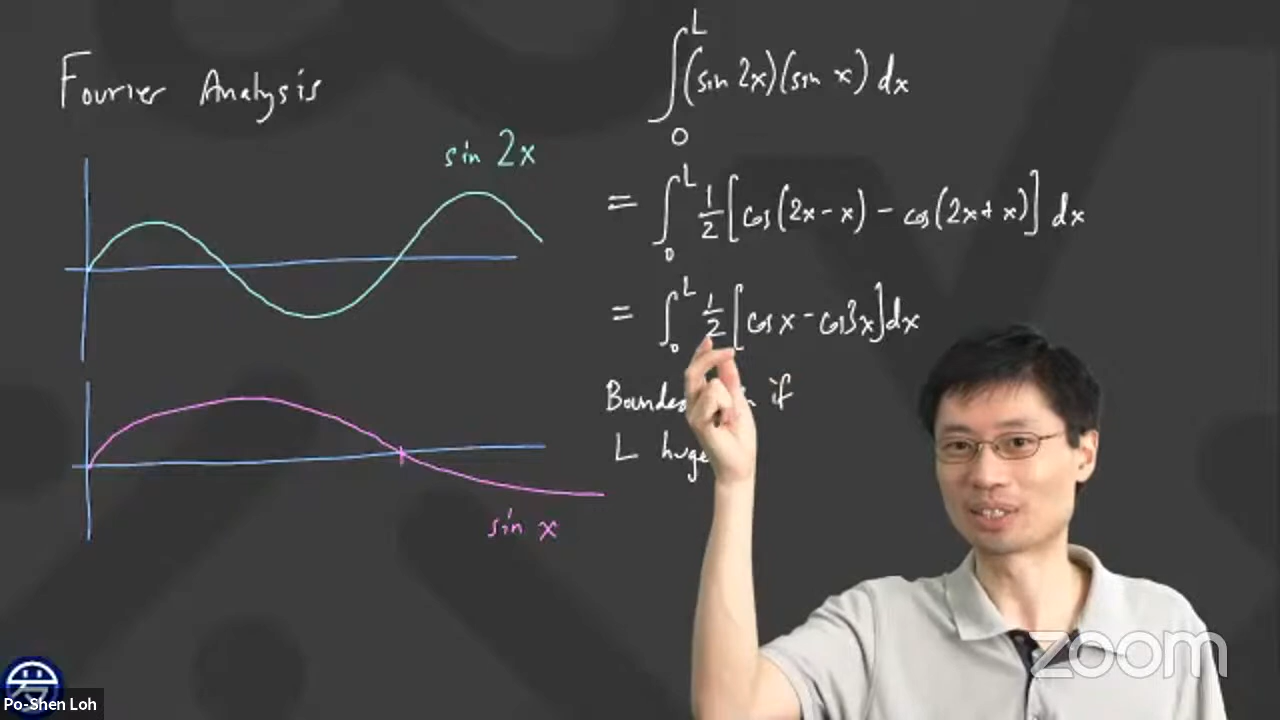 Fourier Analysis
sin 2x
sin x
∫₀ᴸ (sin 2x)(sin x) dx
= ∫₀ᴸ 1/2 [cos(2x - x) - cos(2x + x)] dx
= ∫₀ᴸ 1/2 [cos x - cos 3x] dx
if
L huge
zoom
Po-Shen Loh